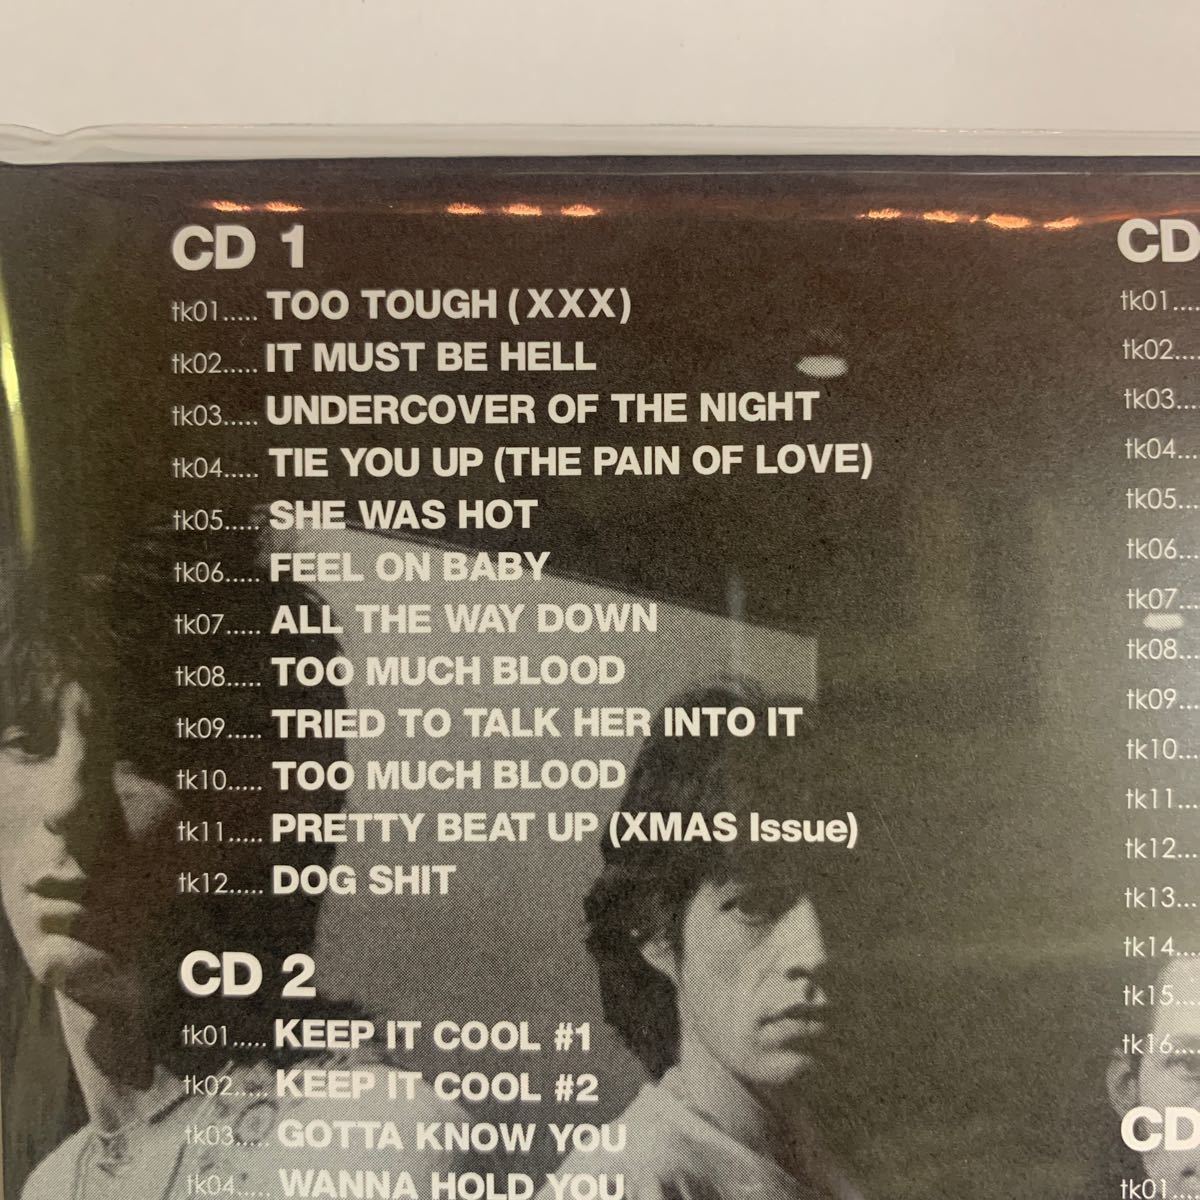 CD 1
tk01..... TOO TOUGH (XXX)
tk02..... IT MUST BE HELL
tk03..... UNDERCOVER OF THE NIGHT
tk04..... TIE YOU UP (THE PAIN OF LOVE)
tk05..... SHE WAS HOT
tk06..... FEEL ON BABY
tk07..... ALL THE WAY DOWN
tk08..... TOO MUCH BLOOD
tk09..... TRIED TO TALK HER INTO IT
tk10..... TOO MUCH BLOOD
tk11..... PRETTY BEAT UP (XMAS Issue)
tk12..... DOG SHIT
CD 2
tk01..... KEEP IT COOL #1
tk02..... KEEP IT COOL #2
tk03..... GOTTA KNOW YOU
tk04..... WANNA HOLD YOU
CD
tk01....
tk02....
tk03....
tk04....
tk05....
tk06....
tk07...
tk08....
tk09....
tk10....
tk11....
tk12....
tk13....
tk14....
tk15....
tk16....
CD
tk01....